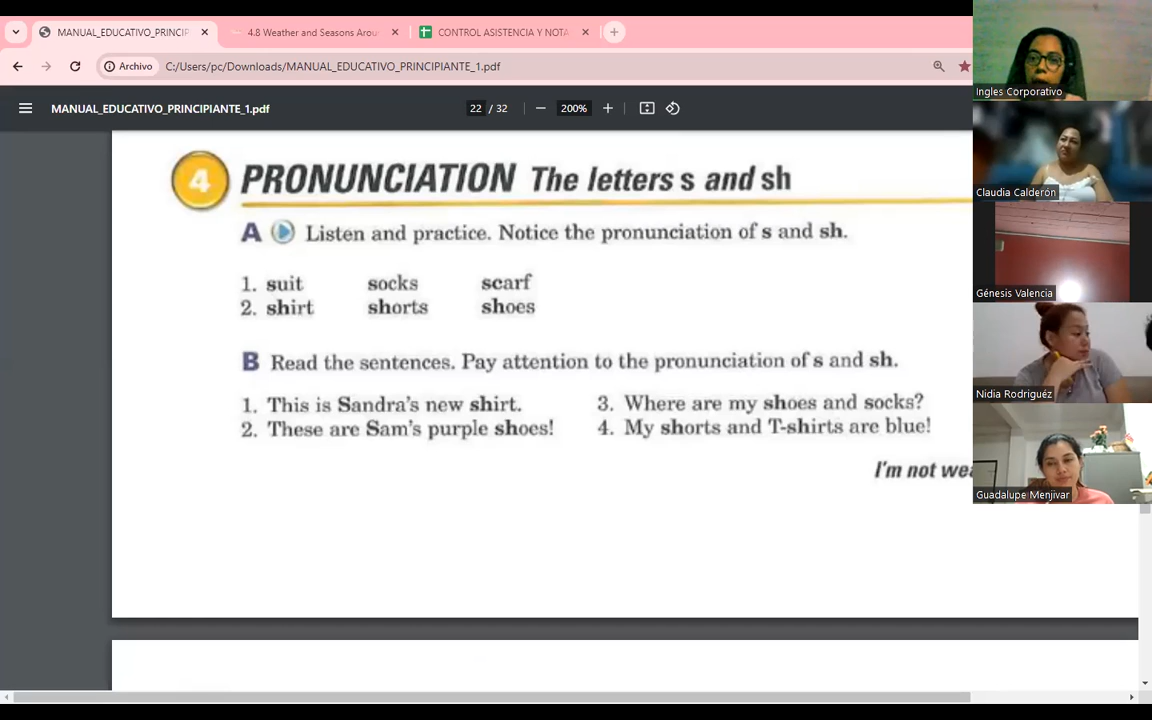 MANUAL_EDUCATIVO_PRINCIP
4.8 Weather and Seasons Arou
CONTROL ASISTENCIA Y NOTA
Archivo
C:/Users/pc/Downloads/MANUAL_EDUCATIVO_PRINCIPIANTE_1.pdf
MANUAL_EDUCATIVO_PRINCIPIANTE_1.pdf
22 / 32
200%
4 PRONUNCIATION The letters s and sh
A Listen and practice. Notice the pronunciation of s and sh.
1. suit socks scarf
2. shirt shorts shoes
B Read the sentences. Pay attention to the pronunciation of s and sh.
1. This is Sandra's new shirt.
2. These are Sam's purple shoes!
3. Where are my shoes and socks?
4. My shorts and T-shirts are blue!
I'm not wea
Ingles Corporativo
Claudia Calderón
Génesis Valencia
Nidia Rodriguéz
Guadalupe Menjivar